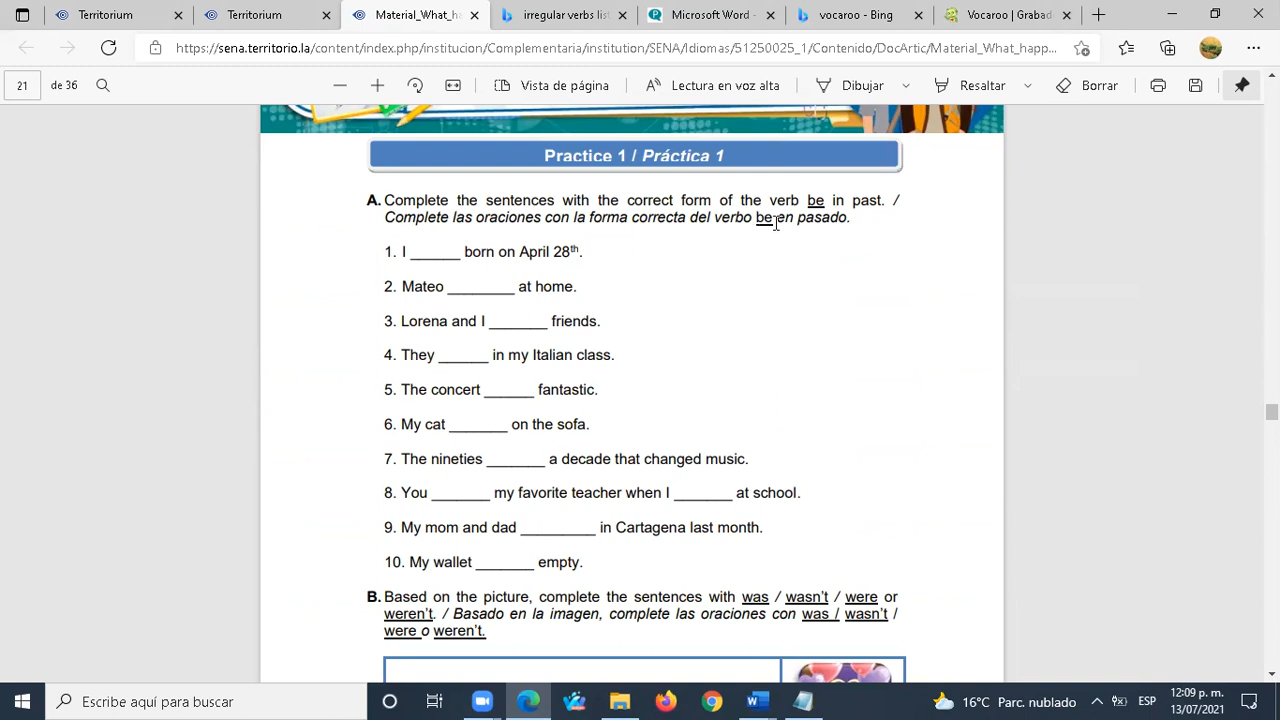 Territorium
Territorium
Material_What_ha
irregular verbs list
Microsoft Word -
vocaroo - Bing
Vocaroo | Grabad
https://sena.territorio.la/content/index.php/institucion/Complementaria/institution/SENA/Idiomas/51250025_1/Contenido/DocArtic/Material_What_happ...
21 de 36
Vista de página
Lectura en voz alta
Dibujar
Resaltar
Borrar
Practice 1 / Práctica 1
A. Complete the sentences with the correct form of the verb be in past. /
Complete las oraciones con la forma correcta del verbo be en pasado.
1. I ______ born on April 28th.
2. Mateo ________ at home.
3. Lorena and I _______ friends.
4. They ______ in my Italian class.
5. The concert ______ fantastic.
6. My cat _______ on the sofa.
7. The nineties _______ a decade that changed music.
8. You _______ my favorite teacher when I _______ at school.
9. My mom and dad _________ in Cartagena last month.
10. My wallet _______ empty.
B. Based on the picture, complete the sentences with was / wasn't / were or
weren't. / Basado en la imagen, complete las oraciones con was / wasn't /
were o weren't.
Escribe aquí para buscar
16°C Parc. nublado
ESP
12:09 p. m.
13/07/2021